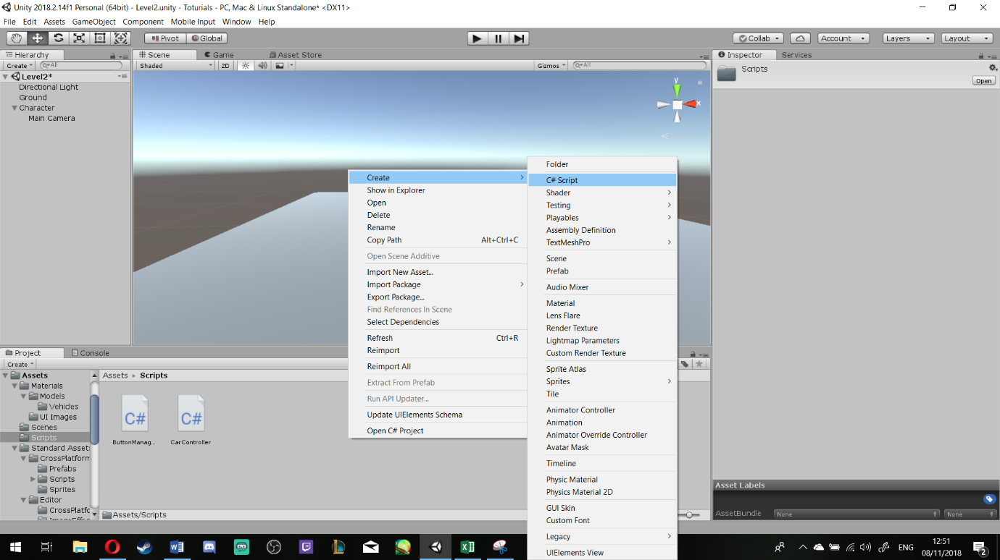 Unity 2018.2.14f1 Personal (64bit) - Level2.unity - Toturials - PC, Mac & Linux Standalone* <DX11>
File Edit Assets GameObject Component Mobile Input Window Help
Pivot Global Collab Account Layers Layout
Hierarchy
Create All
Level2*
Directional Light
Ground
Character
Main Camera
Scene Game Asset Store
Shaded 2D Gizmos All
y
x
Inspector Services
Scripts
Open
Create
Show in Explorer
Open
Delete
Rename
Copy Path Alt+Ctrl+C
Open Scene Additive
Import New Asset...
Import Package
Export Package...
Find References In Scene
Select Dependencies
Refresh Ctrl+R
Reimport
Reimport All
Extract From Prefab
Run API Updater...
Update UIElements Schema
Open C# Project
Folder
C# Script
Shader
Testing
Playables
Assembly Definition
TextMeshPro
Scene
Prefab
Audio Mixer
Material
Lens Flare
Render Texture
Lightmap Parameters
Custom Render Texture
Sprite Atlas
Sprites
Tile
Animator Controller
Animation
Animator Override Controller
Avatar Mask
Timeline
Physic Material
Physics Material 2D
GUI Skin
Custom Font
Legacy
UIElements View
Project Console
Create
Assets
Materials
Models
Vehicles
UI Images
Scenes
Scripts
Standard Asset
CrossPlatform
Prefabs
Scripts
Sprites
Editor
CrossPlatfo
ImageEffe
Assets ▸ Scripts
C# C#
ButtonManag... CarController
Assets/Scripts
Asset Labels
AssetBundle None None
ENG
12:51
08/11/2018
2